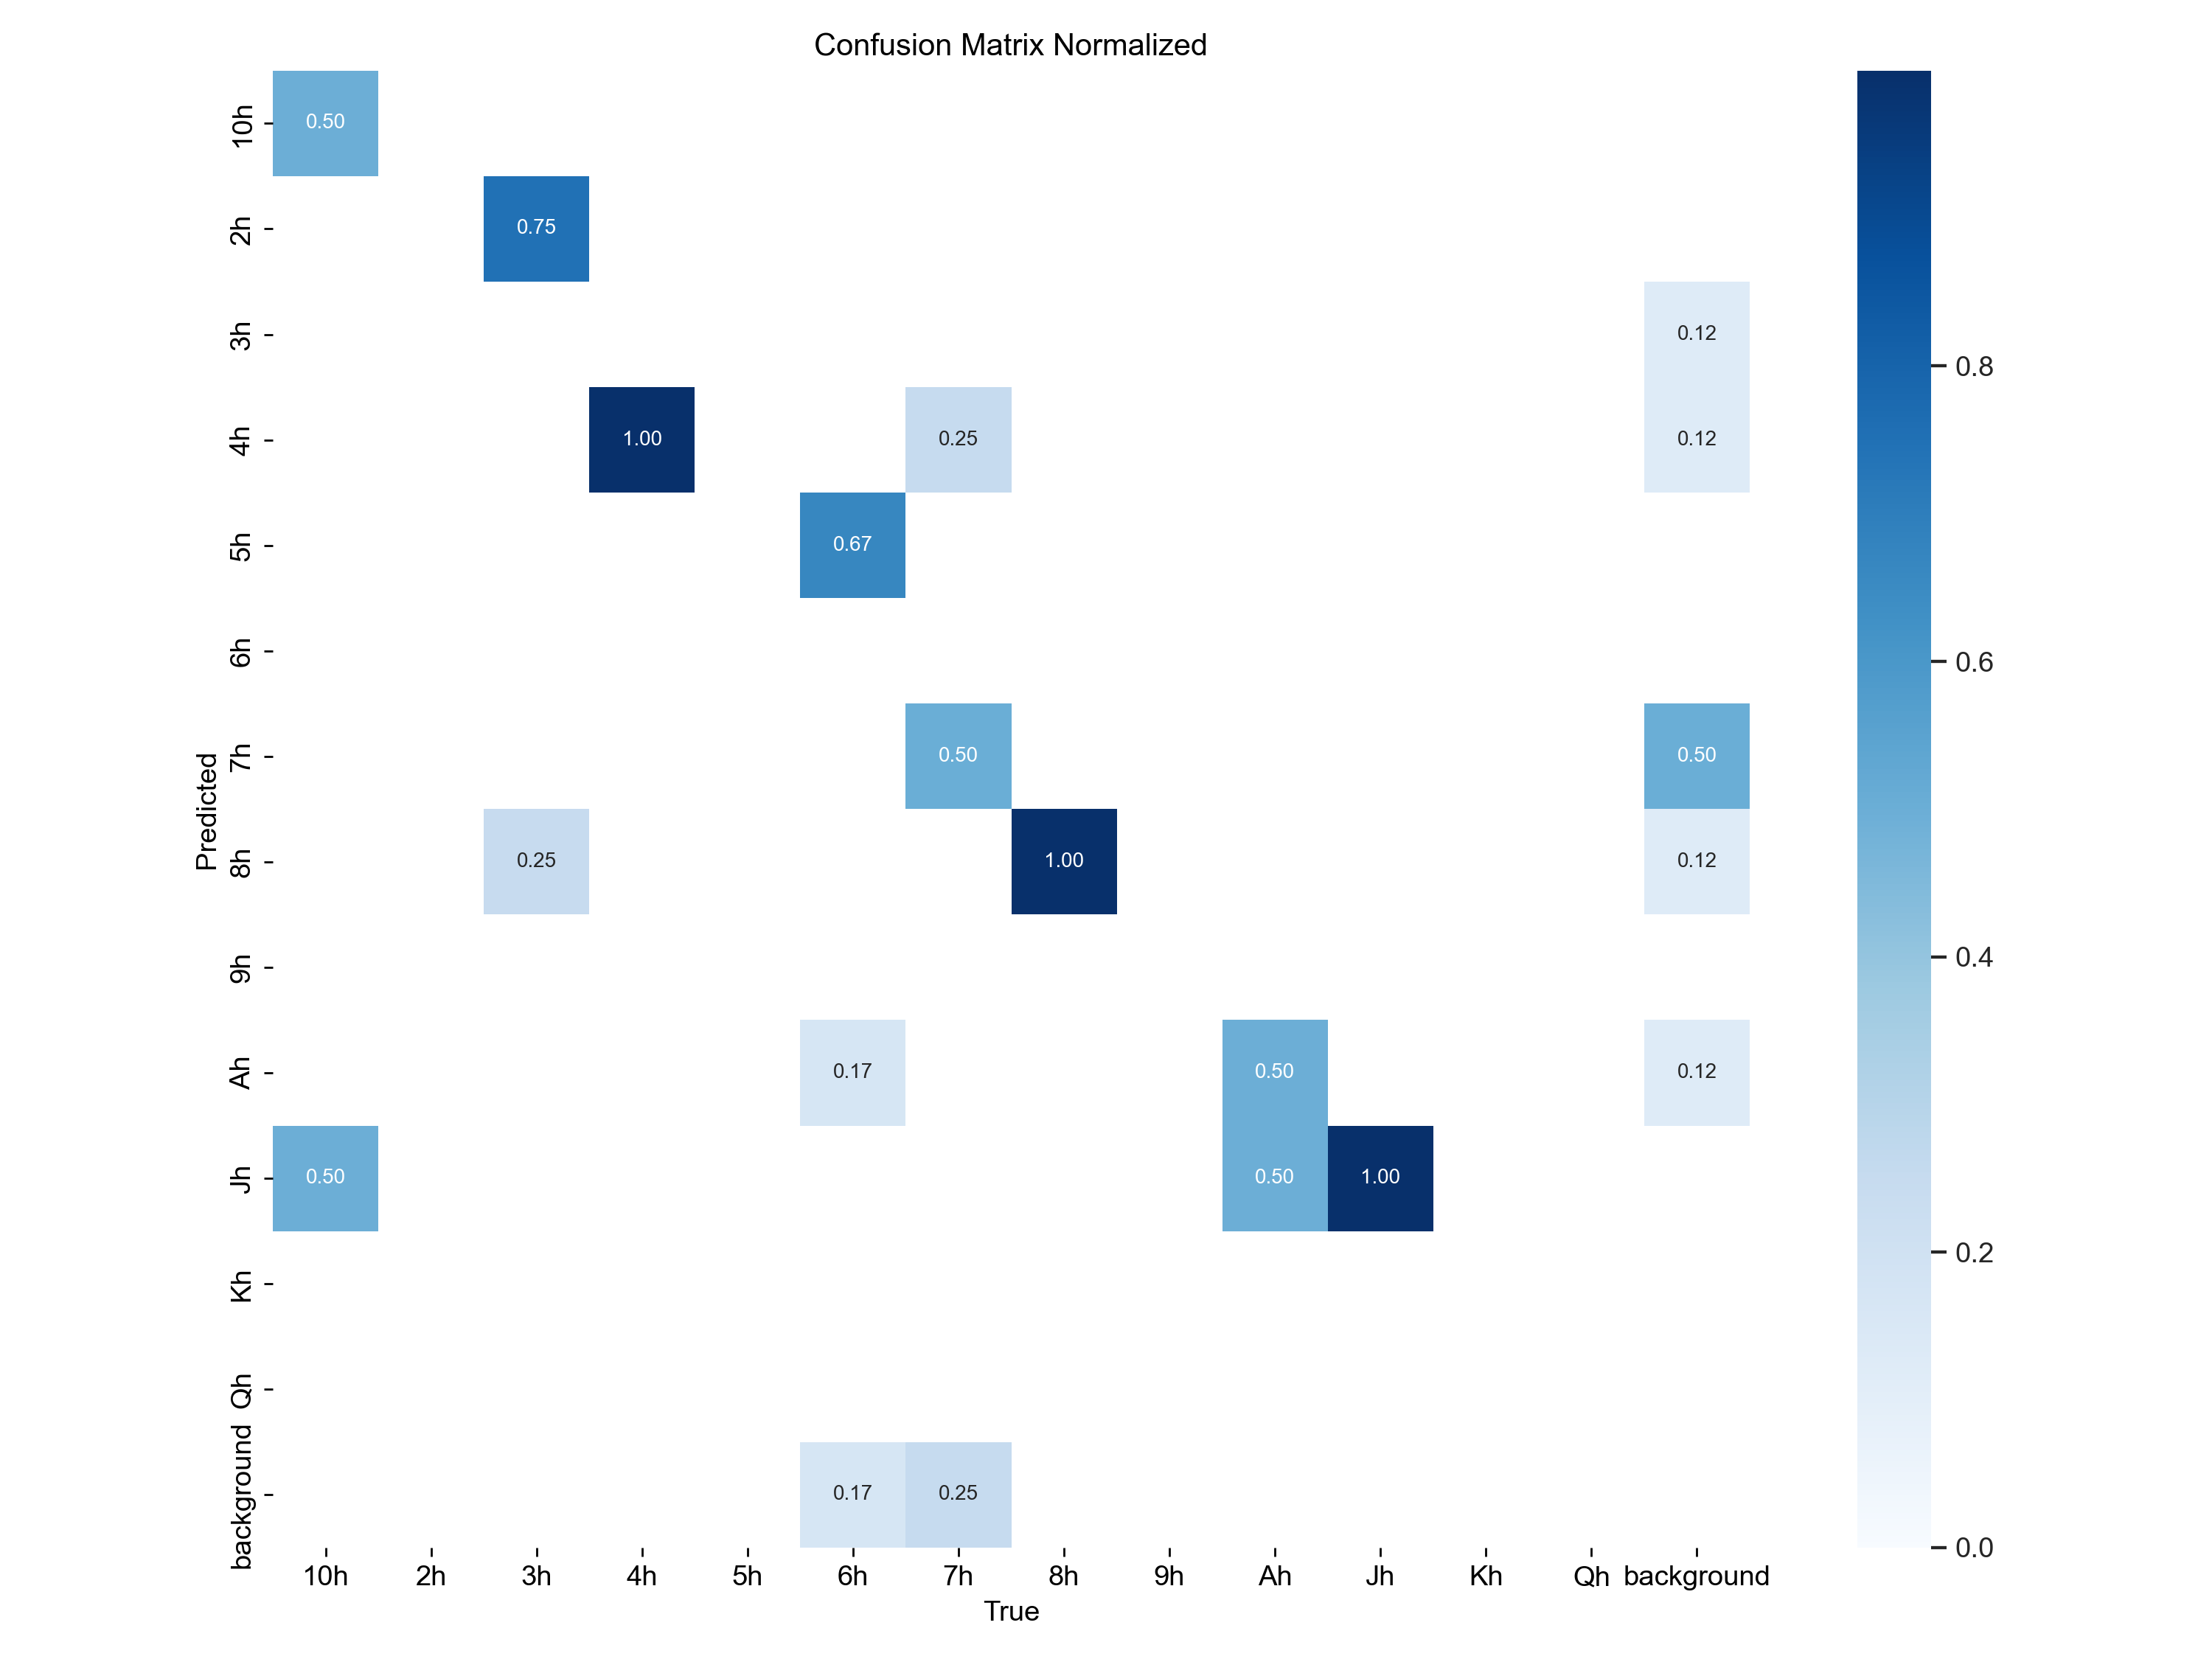 Confusion Matrix Normalized
10h
0.50
2h
0.75
3h
0.12
0.8
4h
1.00
0.25
0.12
5h
0.67
6h
0.6
Predicted
7h
0.50
0.50
8h
0.25
1.00
0.12
9h
0.4
Ah
0.17
0.50
0.12
Jh
0.50
0.50
1.00
Kh
0.2
Qh
background
0.17
0.25
0.0
10h 2h 3h 4h 5h 6h 7h 8h 9h Ah Jh Kh Qh background
True